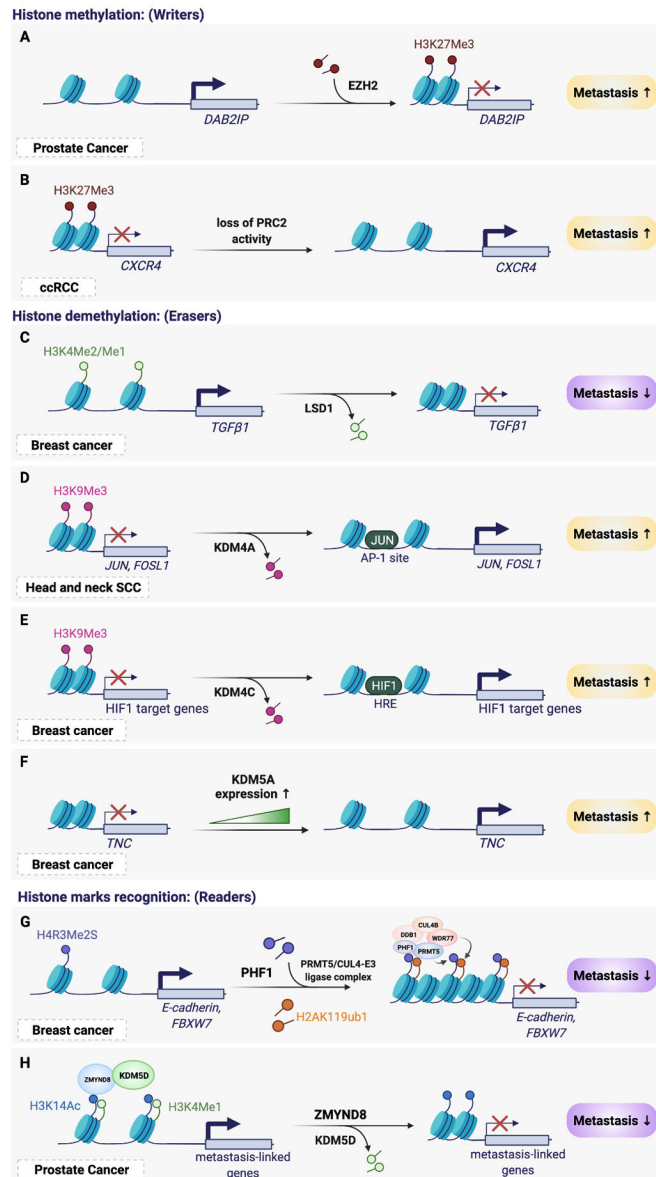 Histone methylation: (Writers)
A
H3K27Me3
EZH2
DAB2IP
DAB2IP
Metastasis ↑
Prostate Cancer
B
H3K27Me3
loss of PRC2
activity
CXCR4
CXCR4
Metastasis ↑
ccRCC
Histone demethylation: (Erasers)
C
H3K4Me2/Me1
TGFβ1
LSD1
TGFβ1
Metastasis ↓
Breast cancer
D
H3K9Me3
JUN, FOSL1
KDM4A
JUN
AP-1 site
JUN, FOSL1
Metastasis ↑
Head and neck SCC
E
H3K9Me3
HIF1 target genes
KDM4C
HIF1
HRE
HIF1 target genes
Metastasis ↑
Breast cancer
F
KDM5A
expression ↑
TNC
TNC
Metastasis ↑
Breast cancer
Histone marks recognition: (Readers)
G
H4R3Me2S
E-cadherin,
FBXW7
PHF1
PRMT5/CUL4-E3
ligase complex
H2AK119ub1
CUL4B
DDB1
WDR77
PHF1
PRMT5
E-cadherin,
FBXW7
Metastasis ↓
Breast cancer
H
ZMYND8
KDM5D
H3K14Ac
H3K4Me1
metastasis-linked
genes
ZMYND8
KDM5D
metastasis-linked
genes
Metastasis ↓
Prostate Cancer